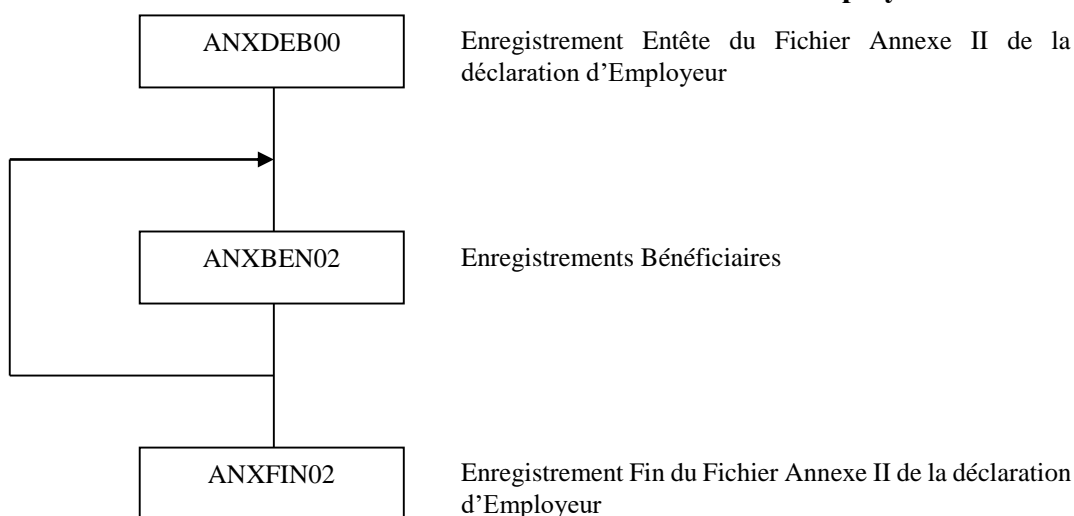 ANXDEB00
Enregistrement Entête du Fichier Annexe II de la
déclaration d’Employeur
ANXBEN02
Enregistrements Bénéficiaires
ANXFIN02
Enregistrement Fin du Fichier Annexe II de la déclaration
d’Employeur